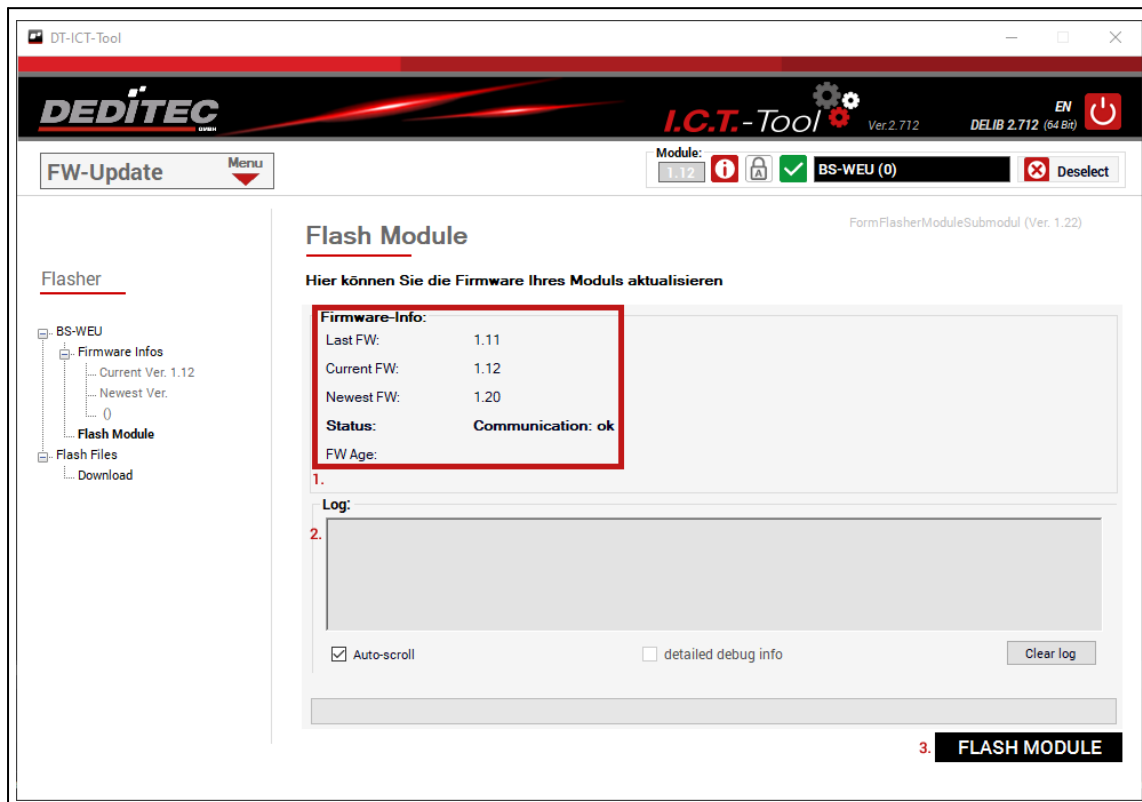 DT-ICT-Tool
DEDITEC
GMBH
I.C.T.-Tool Ver.2.712
EN
DELIB 2.712 (64 Bit)
FW-Update
Menu
Module:
1.12
i
A
BS-WEU (0)
Deselect
Flasher
BS-WEU
Firmware Infos
Current Ver. 1.12
Newest Ver.
()
Flash Module
Flash Files
Download
Flash Module
FormFlasherModuleSubmodul (Ver. 1.22)
Hier können Sie die Firmware Ihres Moduls aktualisieren
Firmware-Info:
Last FW: 1.11
Current FW: 1.12
Newest FW: 1.20
Status: Communication: ok
FW Age:
1.
Log:
2.
Auto-scroll
detailed debug info
Clear log
3. FLASH MODULE